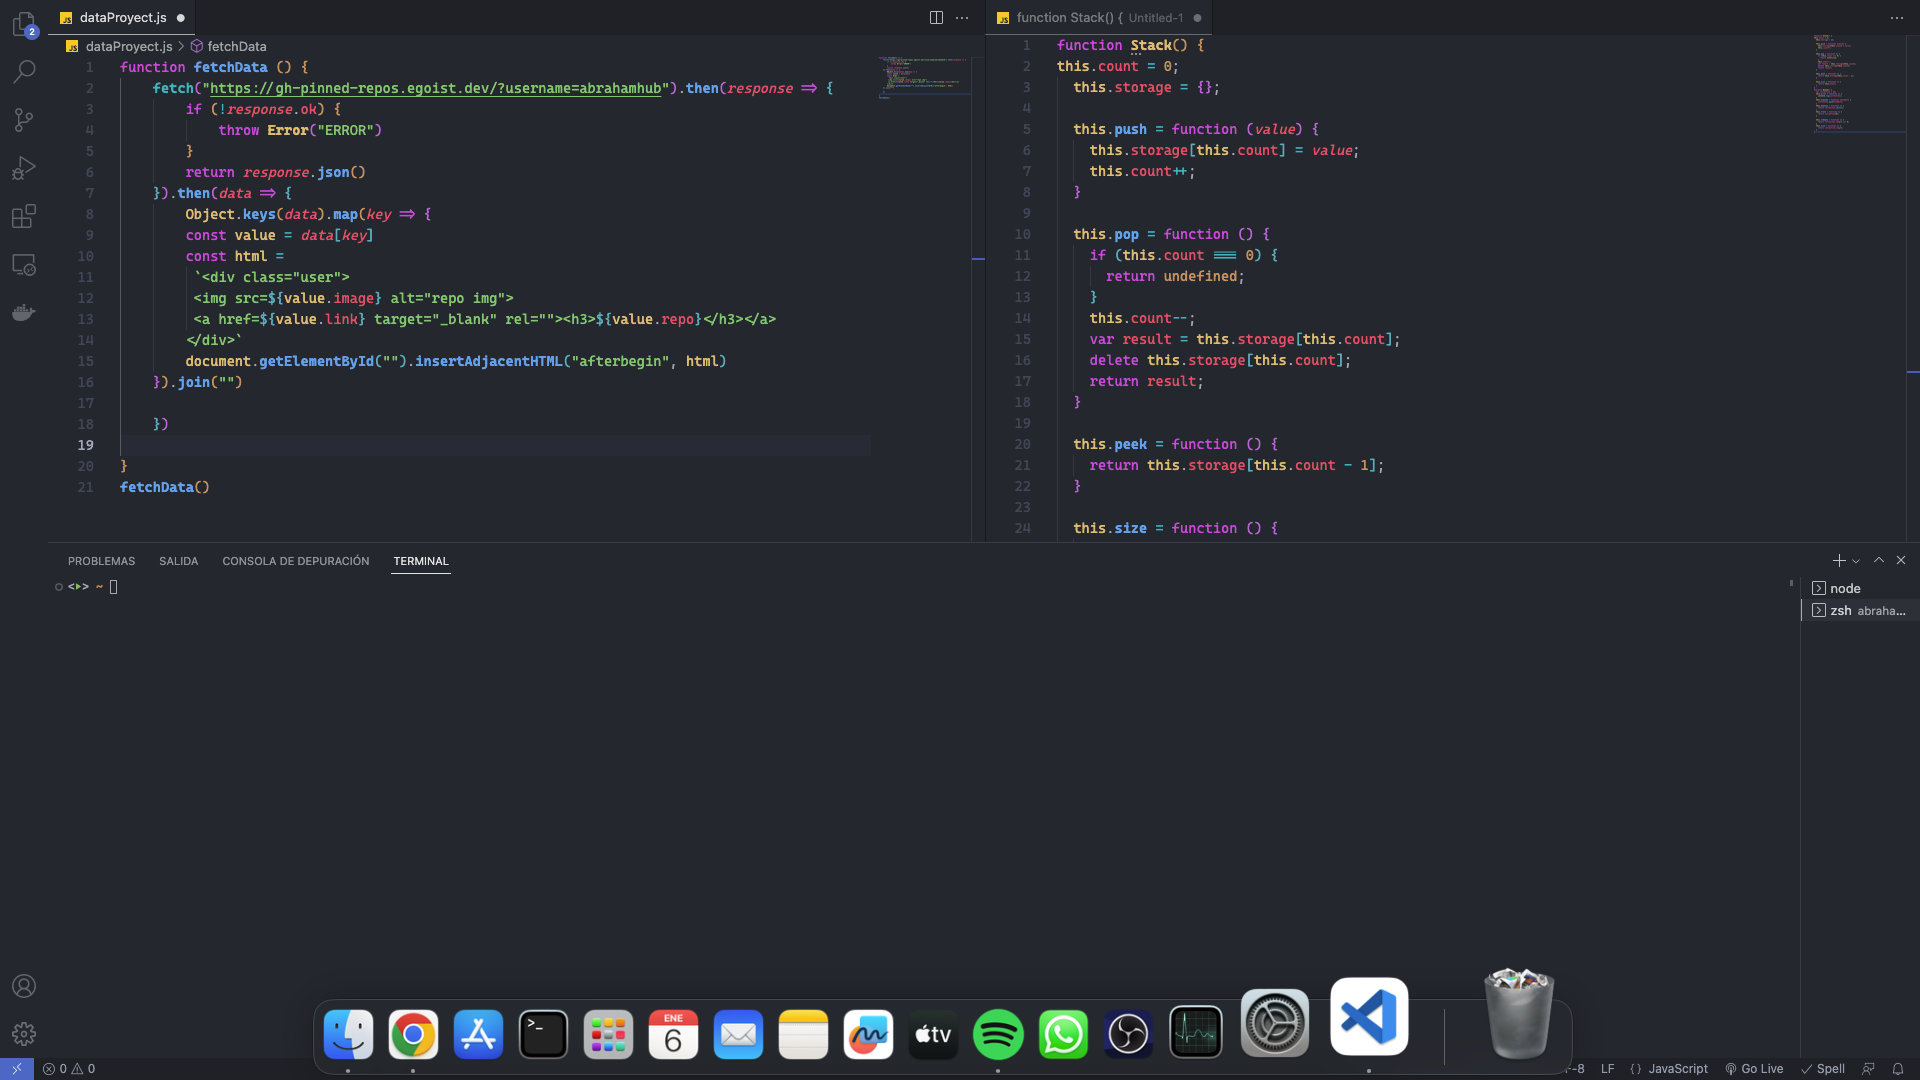 2
dataProyect.js
dataProyect.js > fetchData
1 function fetchData () {
2 fetch("https://gh-pinned-repos.egoist.dev/?username=abrahamhub").then(response => {
3 if (!response.ok) {
4 throw Error("ERROR")
5 }
6 return response.json()
7 }).then(data => {
8 Object.keys(data).map(key => {
9 const value = data[key]
10 const html =
11 `<div class="user">
12 <img src=${value.image} alt="repo img">
13 <a href=${value.link} target="_blank" rel=""><h3>${value.repo}</h3></a>
14 </div>`
15 document.getElementById("").insertAdjacentHTML("afterbegin", html)
16 }).join("")
17
18 })
19
20 }
21 fetchData()
function Stack() { Untitled-1
1 function Stack() {
2 this.count = 0;
3 this.storage = {};
4
5 this.push = function (value) {
6 this.storage[this.count] = value;
7 this.count++;
8 }
9
10 this.pop = function () {
11 if (this.count === 0) {
12 return undefined;
13 }
14 this.count--;
15 var result = this.storage[this.count];
16 delete this.storage[this.count];
17 return result;
18 }
19
20 this.peek = function () {
21 return this.storage[this.count - 1];
22 }
23
24 this.size = function () {
PROBLEMAS SALIDA CONSOLA DE DEPURACIÓN TERMINAL
~
node
zsh abraha...
ENE
6
tv
0 0
F-8 LF {} JavaScript Go Live Spell